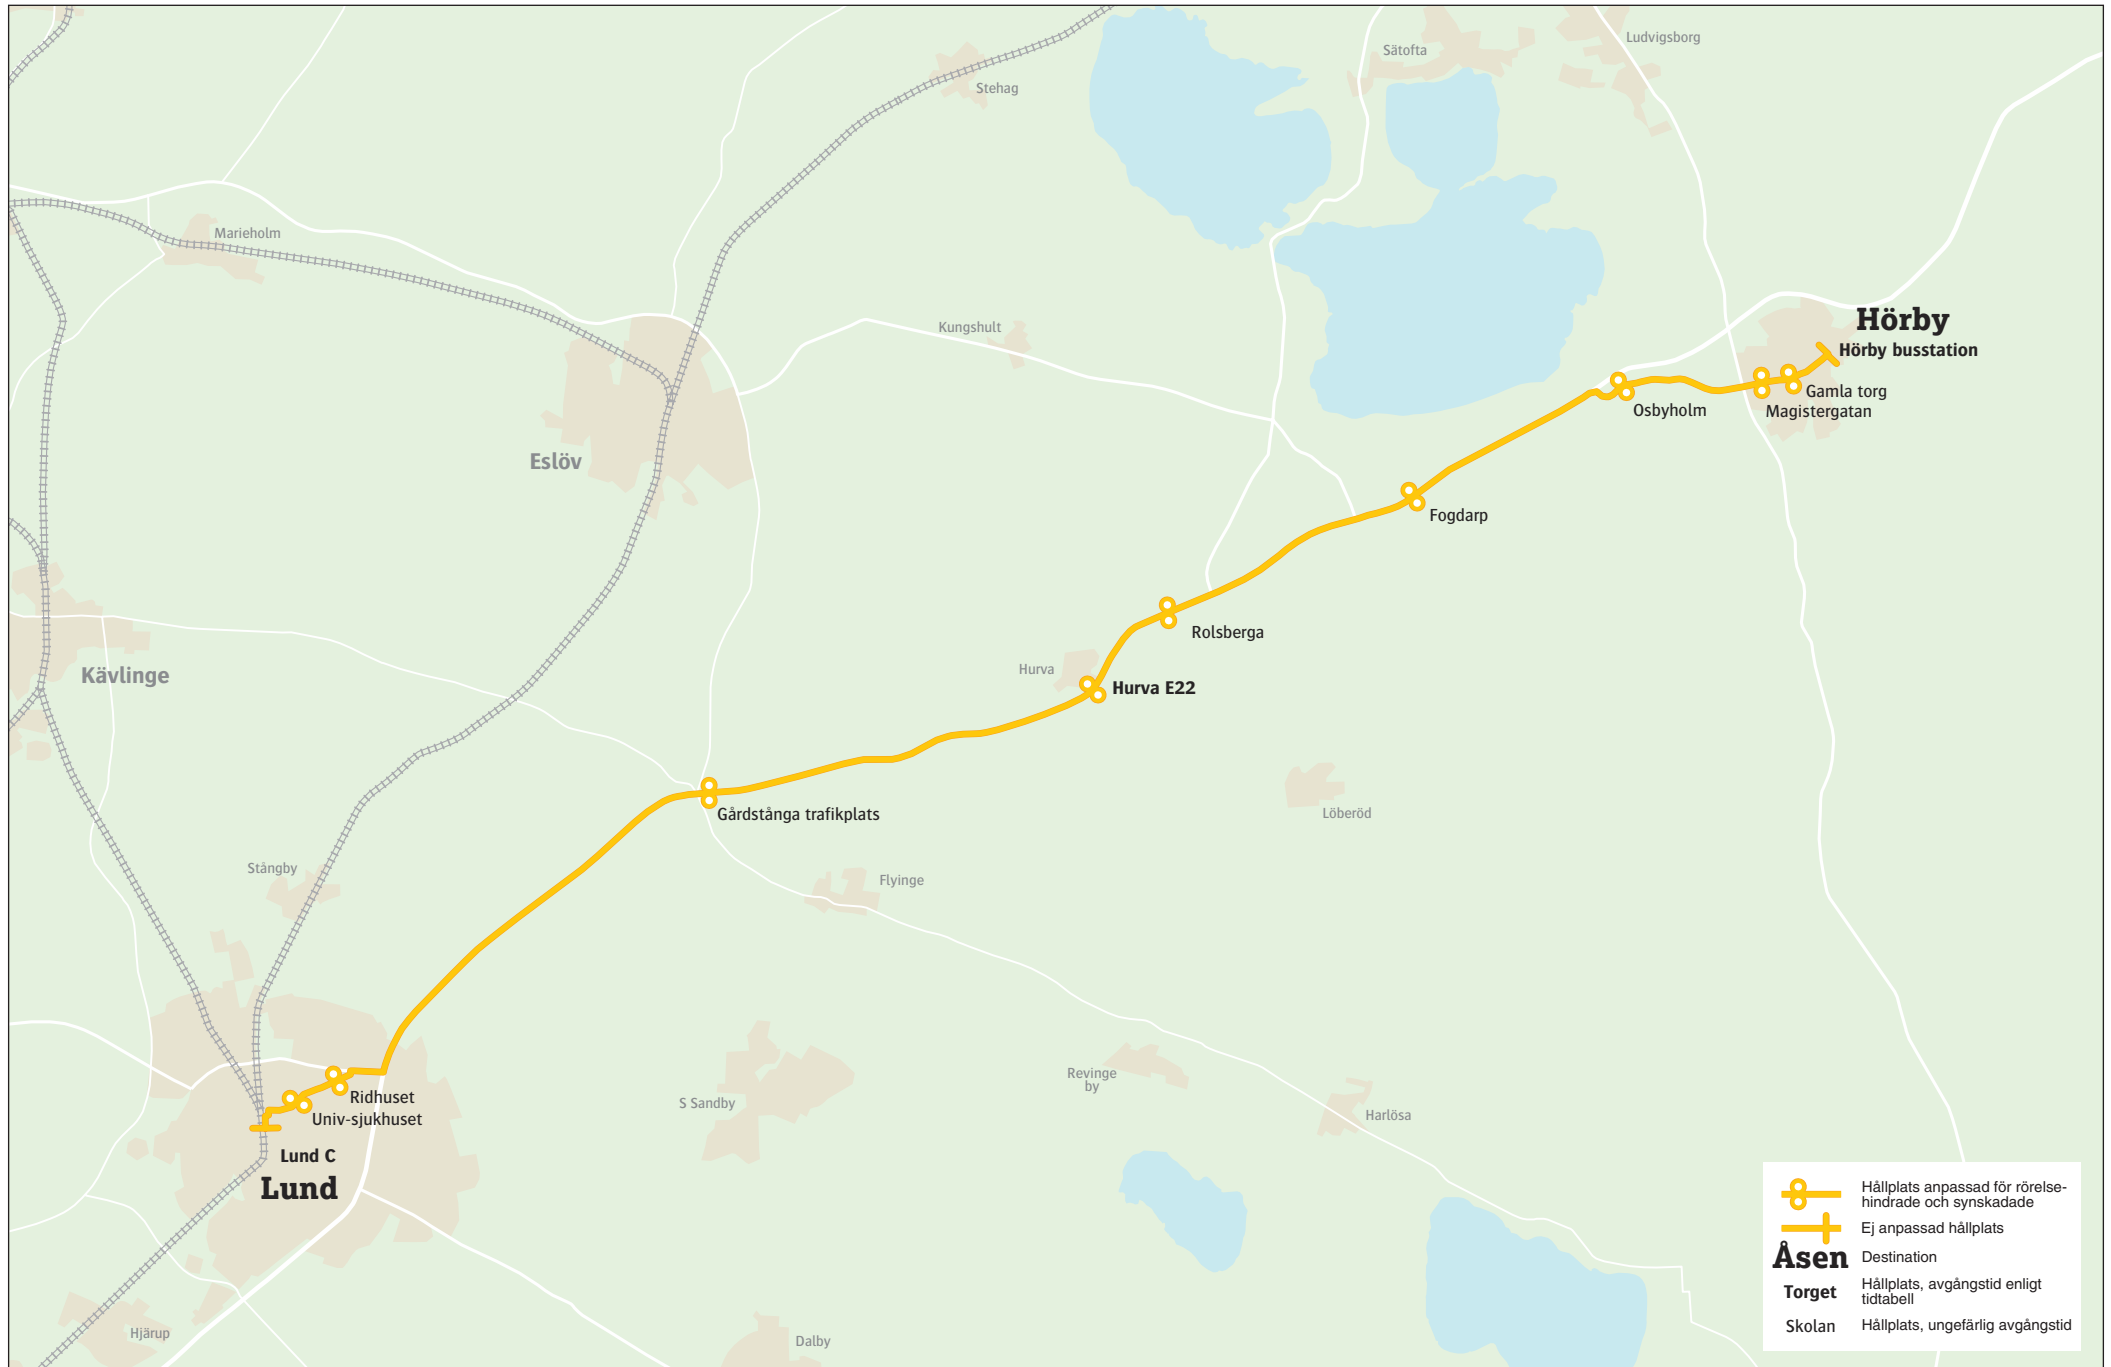 Ludvigsborg
Sätofta
Stehag
Marieholm
Hörby
Kungshult
Hörby busstation
Gamla torg
Osbyholm
Magistergatan
Eslöv
Fogdarp
Rolsberga
Hurva
Kävlinge
Hurva E22
Gårdstånga trafikplats
Löberöd
Stångby
Flyinge
Revinge
by
Ridhuset
S Sandby
Univ-sjukhuset
Harlösa
Lund C
Lund
Hjärup
Dalby
Hållplats anpassad för rörelse-
hindrade och synskadade
Ej anpassad hållplats
Åsen Destination
Torget Hållplats, avgångstid enligt
tidtabell
Skolan Hållplats, ungefärlig avgångstid